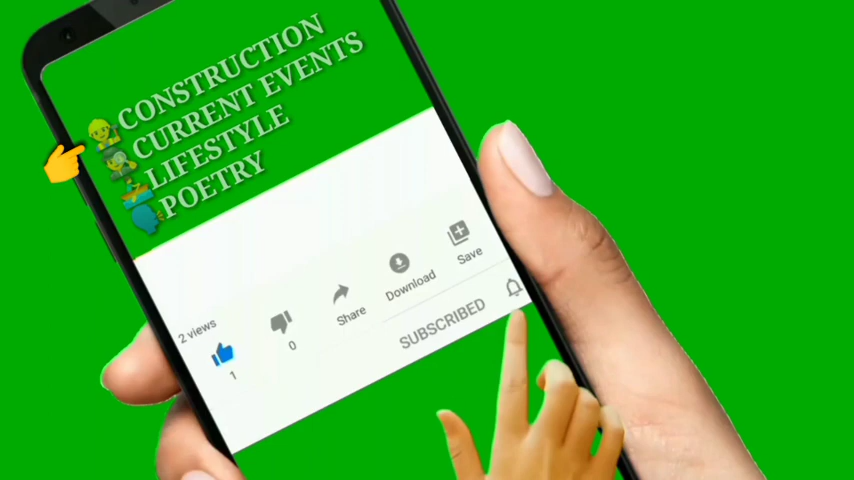 CONSTRUCTION
CURRENT EVENTS
LIFESTYLE
POETRY
2 views
1
0
Share
Download
Save
SUBSCRIBED